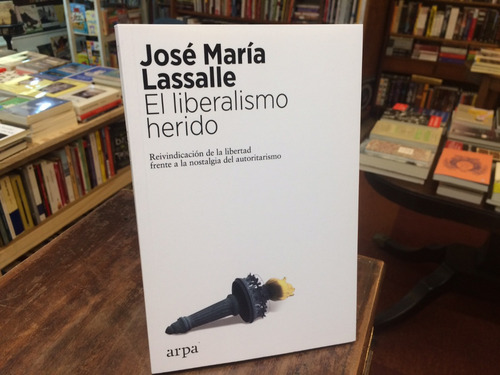 José María
Lassalle
El liberalismo
herido
Reivindicación de la libertad
frente a la nostalgia del autoritarismo
arpa